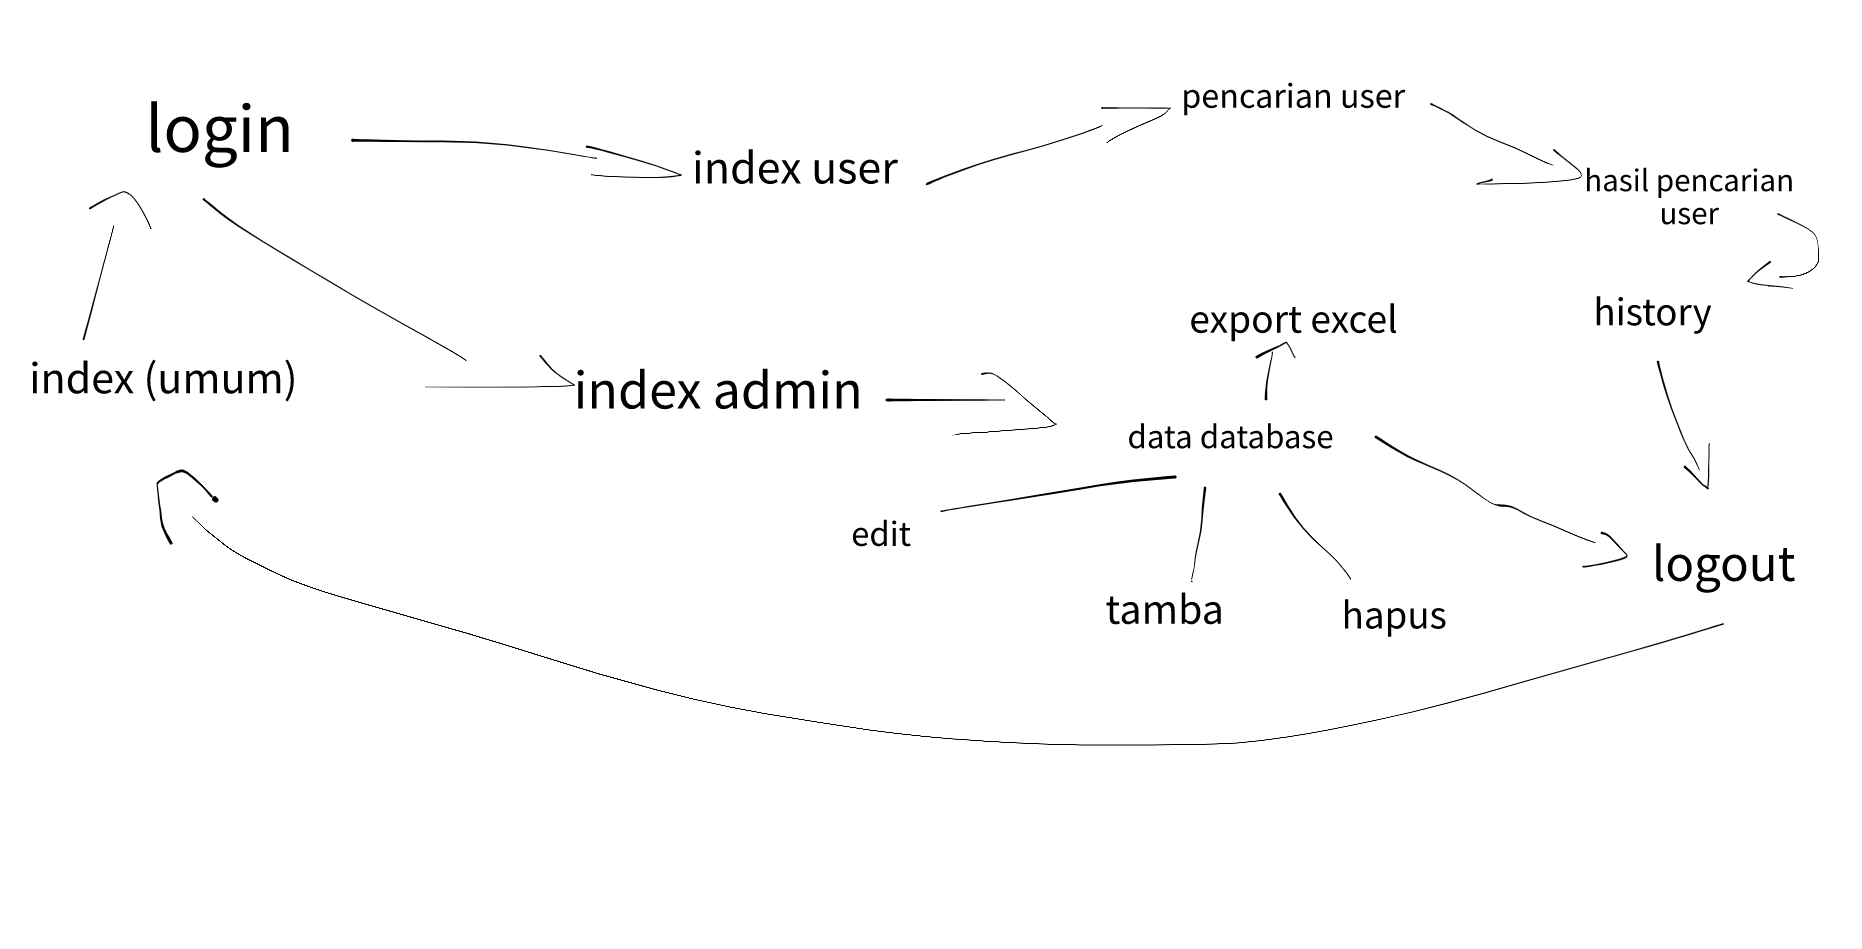 login
index user
pencarian user
hasil pencarian
user
history
export excel
index (umum)
index admin
data database
edit
tamba
hapus
logout